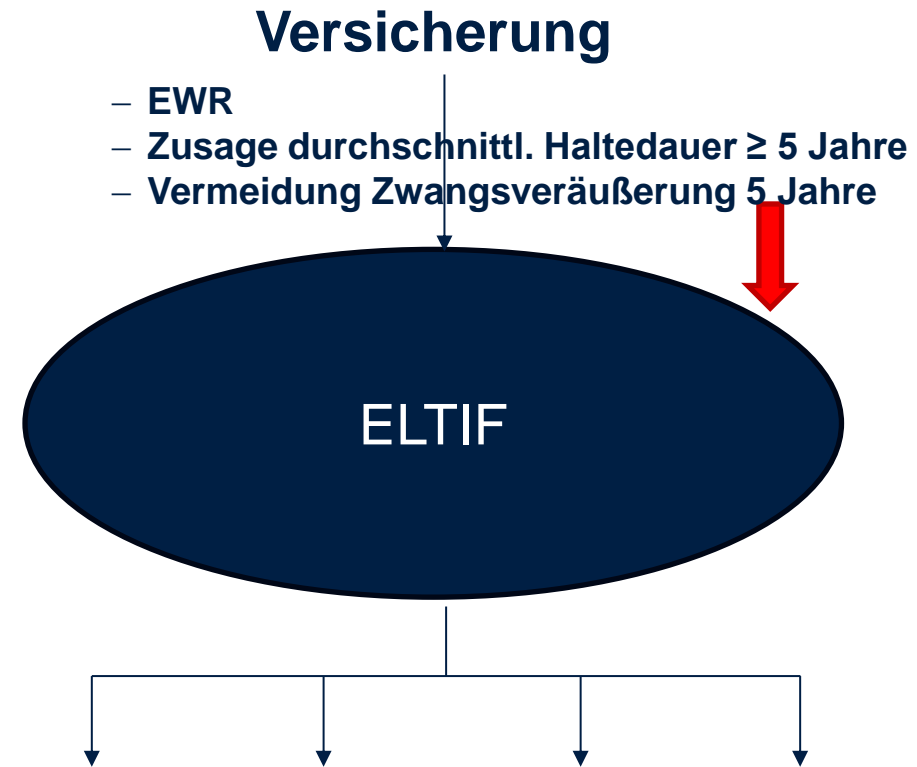 Versicherung
– EWR
– Zusage durchschnittl. Haltedauer ≥ 5 Jahre
– Vermeidung Zwangsveräußerung 5 Jahre
ELTIF